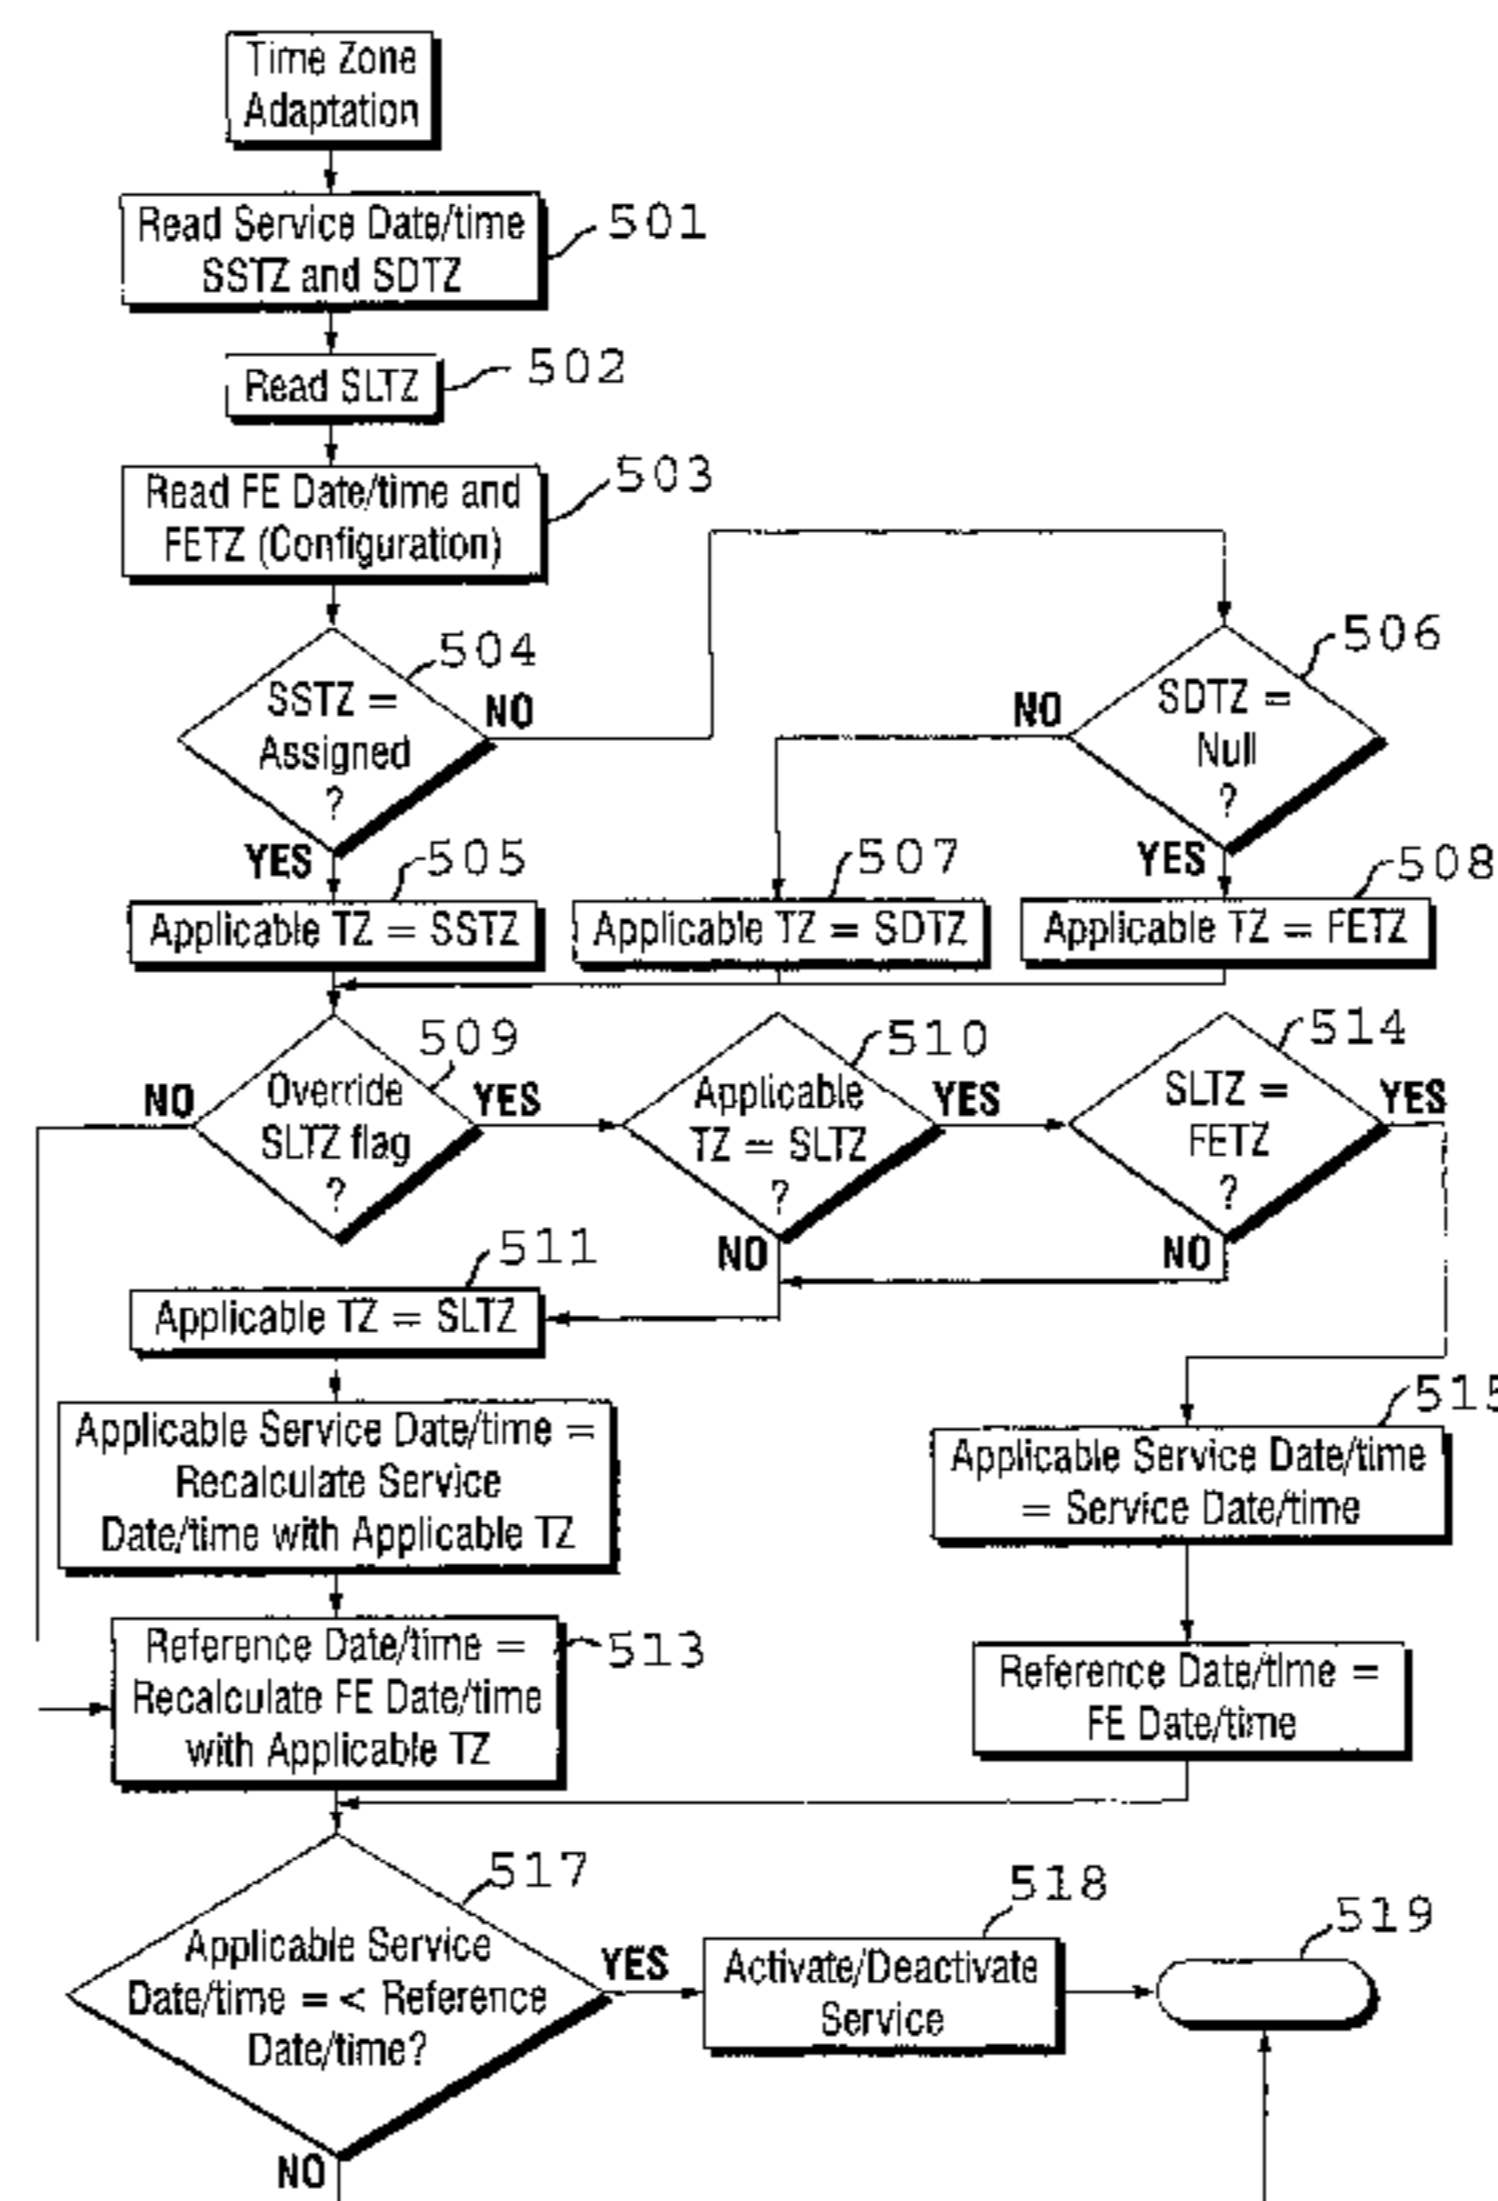 Time Zone
Adaptation
Read Service Date/time
SSTZ and SDTZ
501
Read SLTZ
502
Read FE Date/time and
FETZ (Configuration)
503
SSTZ =
Assigned
?
504
NO
YES
SDTZ =
Null
?
506
NO
YES
505
Applicable TZ = SSTZ
507
Applicable TZ = SDTZ
508
Applicable TZ = FETZ
509
Override
SLTZ flag
?
NO
YES
510
Applicable
TZ = SLTZ
?
YES
NO
514
SLTZ =
FETZ
?
YES
NO
511
Applicable TZ = SLTZ
Applicable Service Date/time =
Recalculate Service
Date/time with Applicable TZ
515
Applicable Service Date/time
= Service Date/time
Reference Date/time =
Recalculate FE Date/time
with Applicable TZ
513
Reference Date/time =
FE Date/time
517
Applicable Service
Date/time = < Reference
Date/time?
YES
NO
518
Activate/Deactivate
Service
519